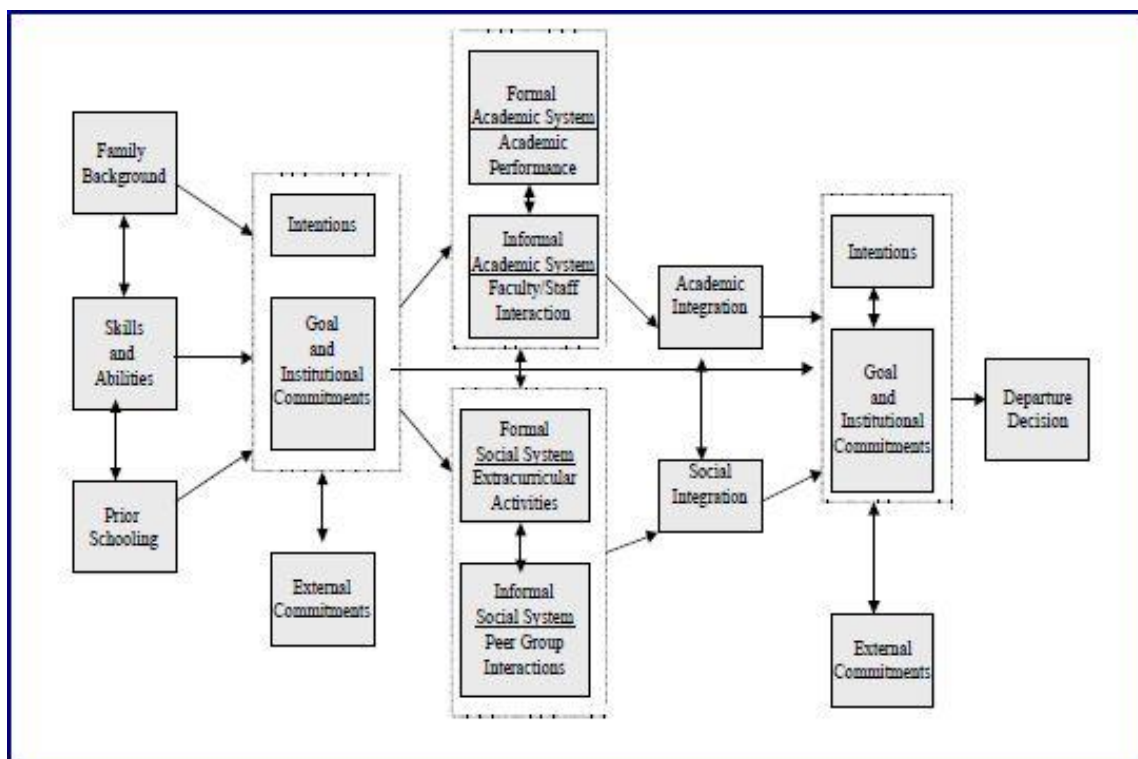 Family
Background
Skills
and
Abilities
Prior
Schooling
Intentions
Goal
and
Institutional
Commitments
External
Commitments
Formal
Academic System
Academic
Performance
Informal
Academic System
Faculty/Staff
Interaction
Formal
Social System
Extracurricular
Activities
Informal
Social System
Peer Group
Interactions
Academic
Integration
Social
Integration
Intentions
Goal
and
Institutional
Commitments
External
Commitments
Departure
Decision